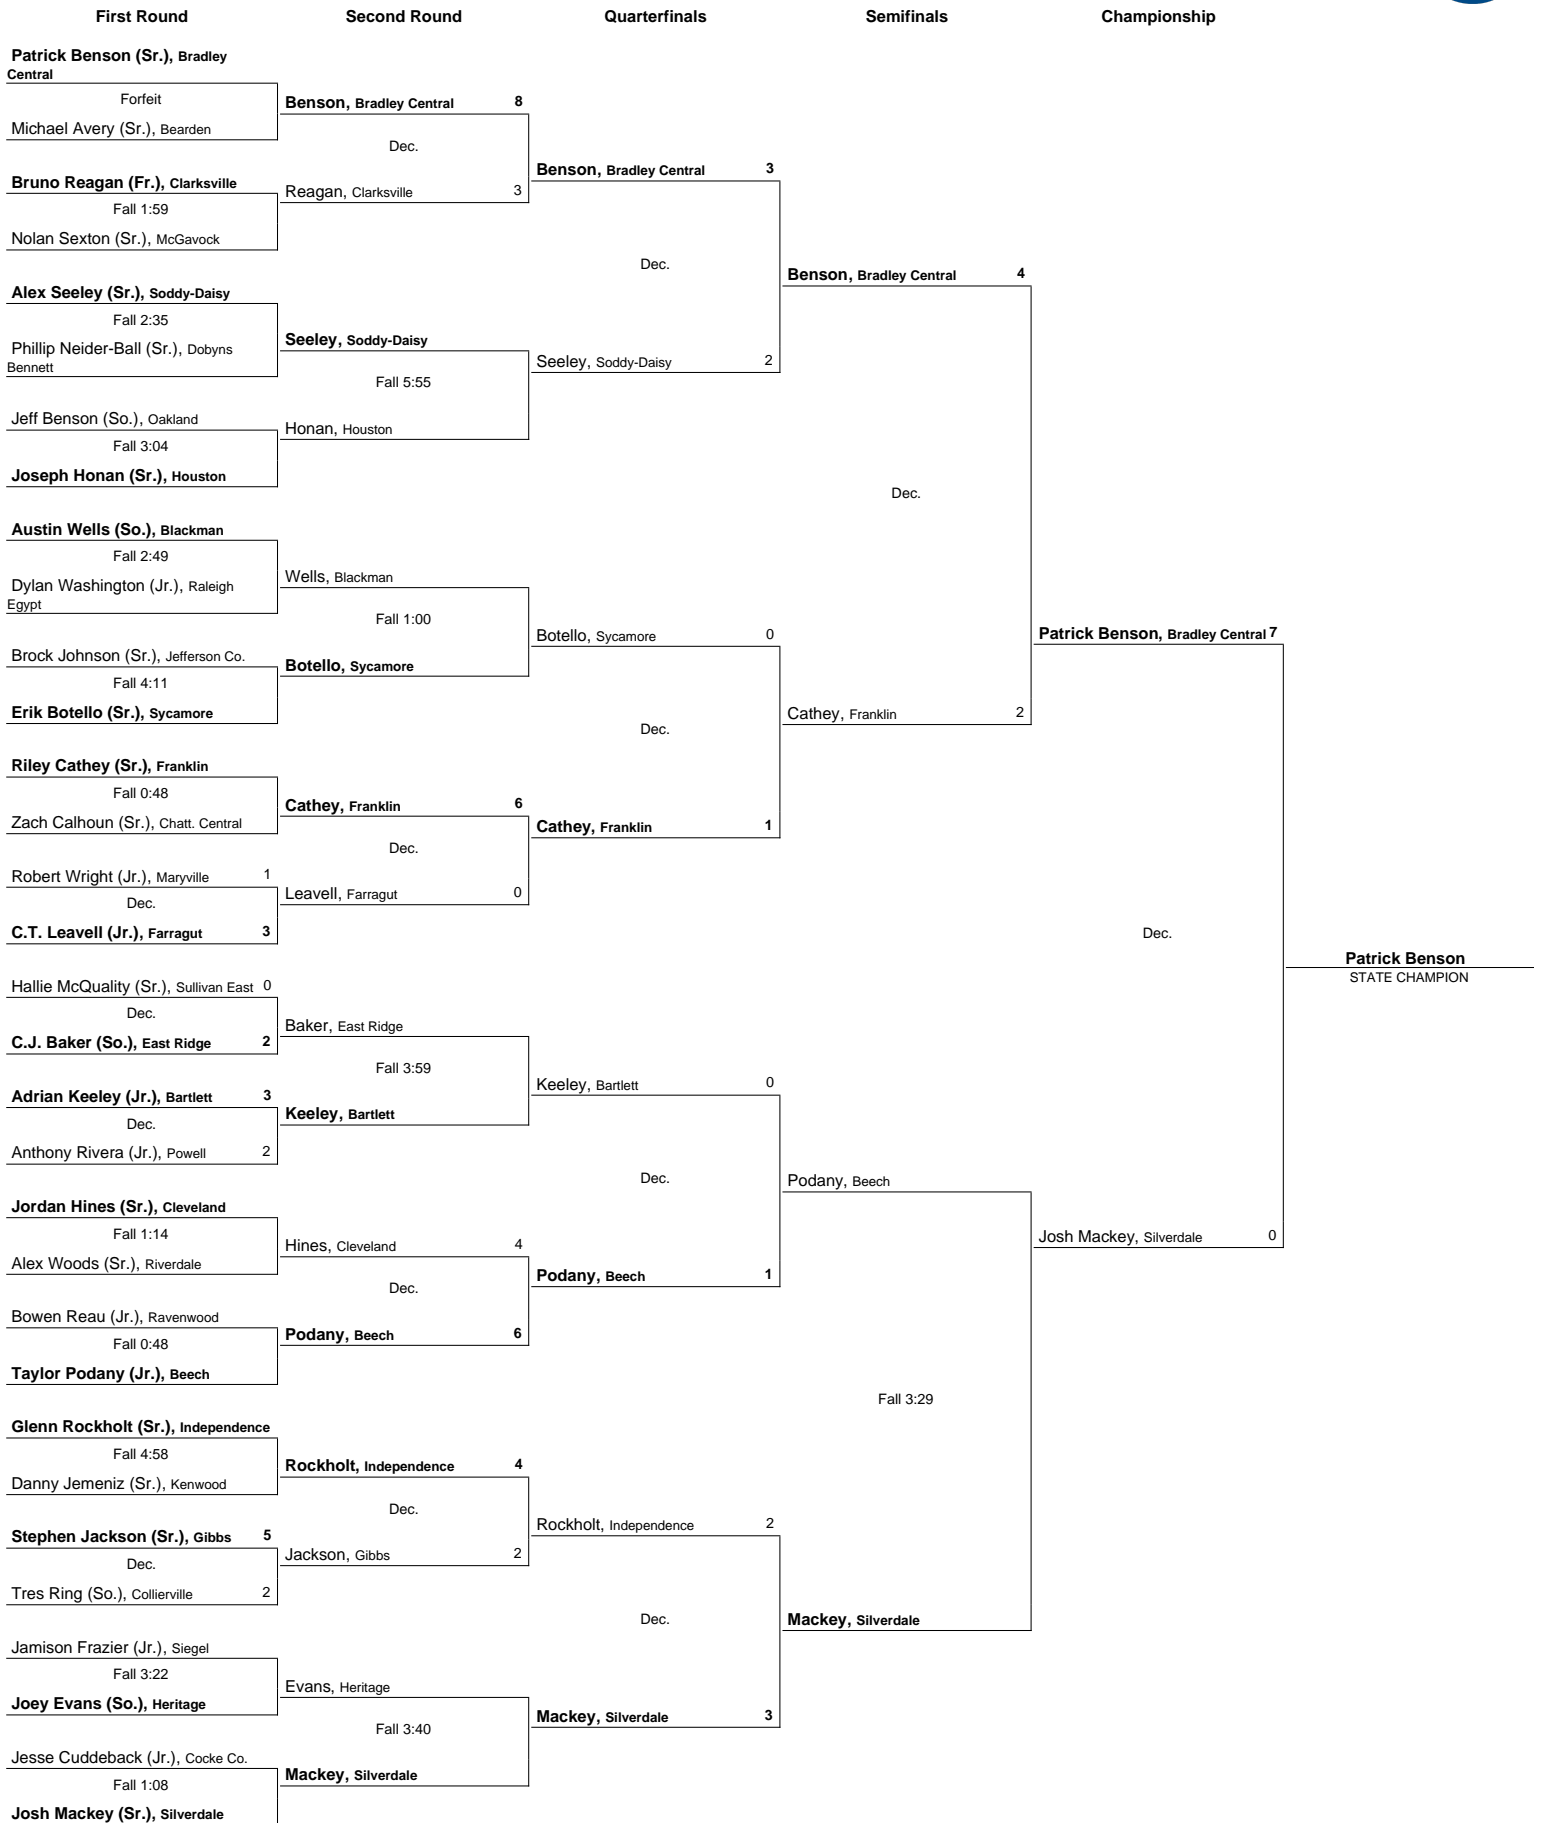 First Round
Second Round
Quarterfinals
Semifinals
Championship
Patrick Benson (Sr.), Bradley
Central
Forfeit
Michael Avery (Sr.), Bearden
Bruno Reagan (Fr.), Clarksville
Fall 1:59
Nolan Sexton (Sr.), McGavock
Alex Seeley (Sr.), Soddy-Daisy
Fall 2:35
Phillip Neider-Ball (Sr.), Dobyns
Bennett
Jeff Benson (So.), Oakland
Fall 3:04
Joseph Honan (Sr.), Houston
Austin Wells (So.), Blackman
Fall 2:49
Dylan Washington (Jr.), Raleigh
Egypt
Brock Johnson (Sr.), Jefferson Co.
Fall 4:11
Erik Botello (Sr.), Sycamore
Riley Cathey (Sr.), Franklin
Fall 0:48
Zach Calhoun (Sr.), Chatt. Central
Robert Wright (Jr.), Maryville 1
Dec.
C.T. Leavell (Jr.), Farragut 3
Hallie McQuality (Sr.), Sullivan East 0
Dec.
C.J. Baker (So.), East Ridge 2
Adrian Keeley (Jr.), Bartlett 3
Dec.
Anthony Rivera (Jr.), Powell 2
Jordan Hines (Sr.), Cleveland
Fall 1:14
Alex Woods (Sr.), Riverdale
Bowen Reau (Jr.), Ravenwood
Fall 0:48
Taylor Podany (Jr.), Beech
Glenn Rockholt (Sr.), Independence
Fall 4:58
Danny Jemeniz (Sr.), Kenwood
Stephen Jackson (Sr.), Gibbs 5
Dec.
Tres Ring (So.), Collierville 2
Jamison Frazier (Jr.), Siegel
Fall 3:22
Joey Evans (So.), Heritage
Jesse Cuddeback (Jr.), Cocke Co.
Fall 1:08
Josh Mackey (Sr.), Silverdale
Benson, Bradley Central 8
Dec.
Reagan, Clarksville 3
Seeley, Soddy-Daisy
Fall 5:55
Honan, Houston
Wells, Blackman
Fall 1:00
Botello, Sycamore
Cathey, Franklin 6
Dec.
Leavell, Farragut 0
Baker, East Ridge
Fall 3:59
Keeley, Bartlett
Hines, Cleveland 4
Dec.
Podany, Beech 6
Rockholt, Independence 4
Dec.
Jackson, Gibbs 2
Evans, Heritage
Fall 3:40
Mackey, Silverdale
Benson, Bradley Central 3
Dec.
Seeley, Soddy-Daisy 2
Botello, Sycamore 0
Dec.
Cathey, Franklin 1
Keeley, Bartlett 0
Dec.
Podany, Beech 1
Rockholt, Independence 2
Dec.
Mackey, Silverdale 3
Benson, Bradley Central 4
Dec.
Cathey, Franklin 2
Podany, Beech
Fall 3:29
Mackey, Silverdale
Patrick Benson, Bradley Central 7
Dec.
Josh Mackey, Silverdale 0
Patrick Benson
STATE CHAMPION